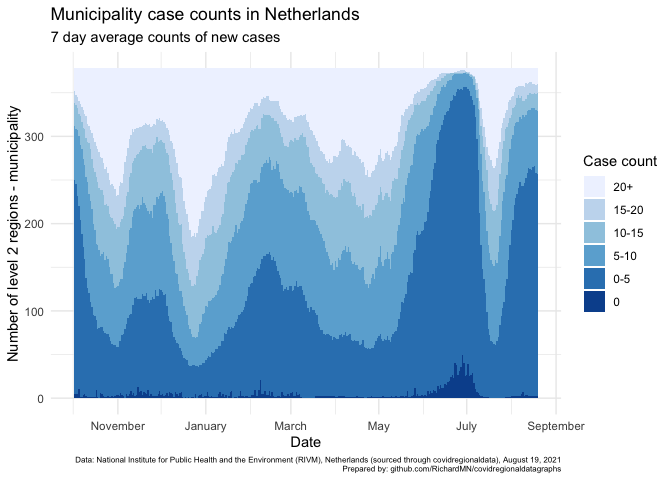 Municipality case counts in Netherlands
7 day average counts of new cases
Number of level 2 regions - municipality
300
200
100
0
November January March May July September
Date
Case count
20+
15-20
10-15
5-10
0-5
0
Data: National Institute for Public Health and the Environment (RIVM), Netherlands (sourced through covidregionaldata), August 19, 2021
Prepared by: github.com/RichardMN/covidregionaldatagraphs